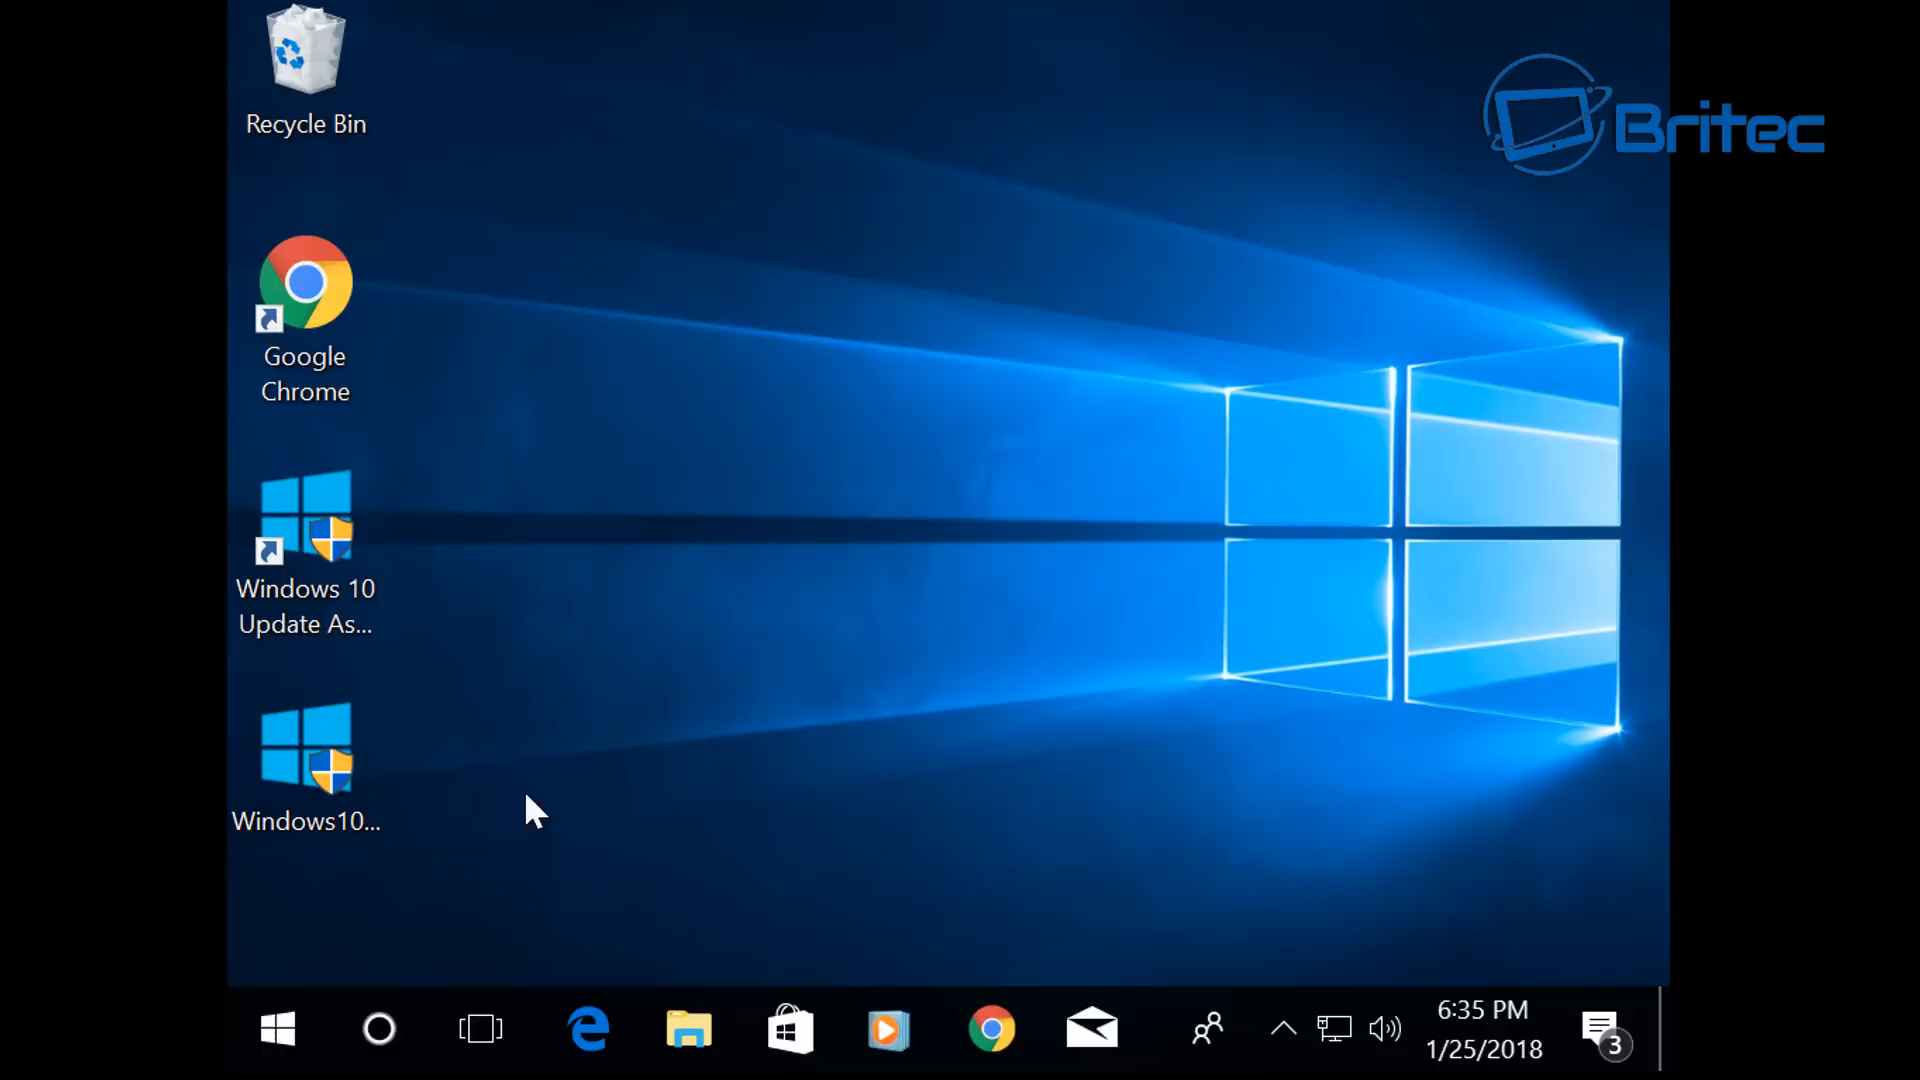 Recycle Bin
Britec
Google
Chrome
Windows 10
Update As...
Windows10...
6:35 PM
1/25/2018
3